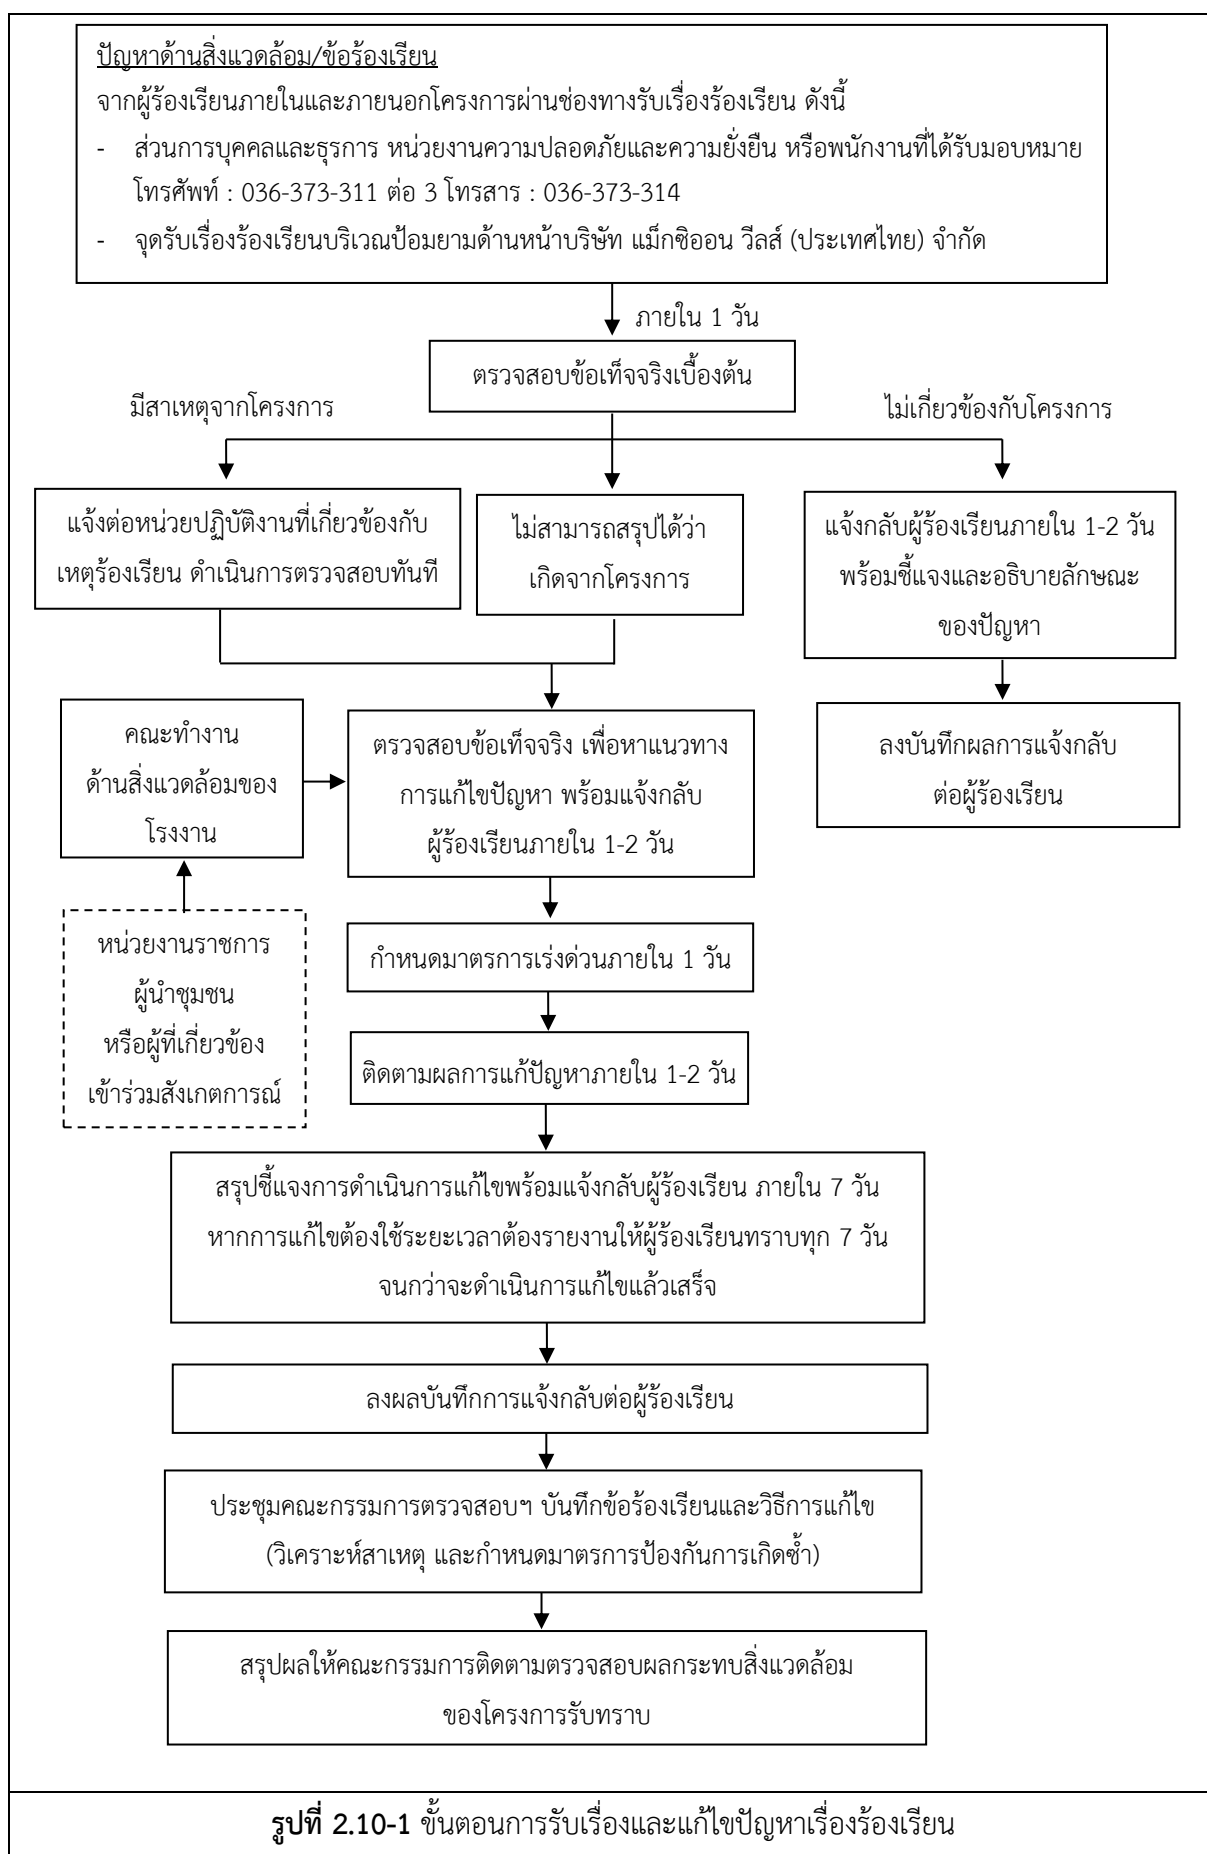 ปัญหาด้านสิ่งแวดล้อม/ข้อร้องเรียน
จากผู้ร้องเรียนภายในและภายนอกโครงการผ่านช่องทางรับเรื่องร้องเรียน ดังนี้
- ส่วนการบุคคลและธุรการ หน่วยงานความปลอดภัยและความยั่งยืน หรือพนักงานที่ได้รับมอบหมาย
โทรศัพท์ : 036-373-311 ต่อ 3 โทรสาร : 036-373-314
- จุดรับเรื่องร้องเรียนบริเวณป้อมยามด้านหน้าบริษัท แม็กซิออน วีลส์ (ประเทศไทย) จำกัด
ภายใน 1 วัน
ตรวจสอบข้อเท็จจริงเบื้องต้น
มีสาเหตุจากโครงการ
ไม่เกี่ยวข้องกับโครงการ
แจ้งต่อหน่วยปฏิบัติงานที่เกี่ยวข้องกับ
เหตุร้องเรียน ดำเนินการตรวจสอบทันที
ไม่สามารถสรุปได้ว่า
เกิดจากโครงการ
แจ้งกลับผู้ร้องเรียนภายใน 1-2 วัน
พร้อมชี้แจงและอธิบายลักษณะ
ของปัญหา
คณะทำงาน
ด้านสิ่งแวดล้อมของ
โรงงาน
ตรวจสอบข้อเท็จจริง เพื่อหาแนวทาง
การแก้ไขปัญหา พร้อมแจ้งกลับ
ผู้ร้องเรียนภายใน 1-2 วัน
ลงบันทึกผลการแจ้งกลับ
ต่อผู้ร้องเรียน
หน่วยงานราชการ
ผู้นำชุมชน
หรือผู้ที่เกี่ยวข้อง
เข้าร่วมสังเกตการณ์
กำหนดมาตรการเร่งด่วนภายใน 1 วัน
ติดตามผลการแก้ปัญหาภายใน 1-2 วัน
สรุปชี้แจงการดำเนินการแก้ไขพร้อมแจ้งกลับผู้ร้องเรียน ภายใน 7 วัน
หากการแก้ไขต้องใช้ระยะเวลาต้องรายงานให้ผู้ร้องเรียนทราบทุก 7 วัน
จนกว่าจะดำเนินการแก้ไขแล้วเสร็จ
ลงผลบันทึกการแจ้งกลับต่อผู้ร้องเรียน
ประชุมคณะกรรมการตรวจสอบฯ บันทึกข้อร้องเรียนและวิธีการแก้ไข
(วิเคราะห์สาเหตุ และกำหนดมาตรการป้องกันการเกิดซ้ำ)
สรุปผลให้คณะกรรมการติดตามตรวจสอบผลกระทบสิ่งแวดล้อม
ของโครงการรับทราบ
รูปที่ 2.10-1 ขั้นตอนการรับเรื่องและแก้ไขปัญหาเรื่องร้องเรียน